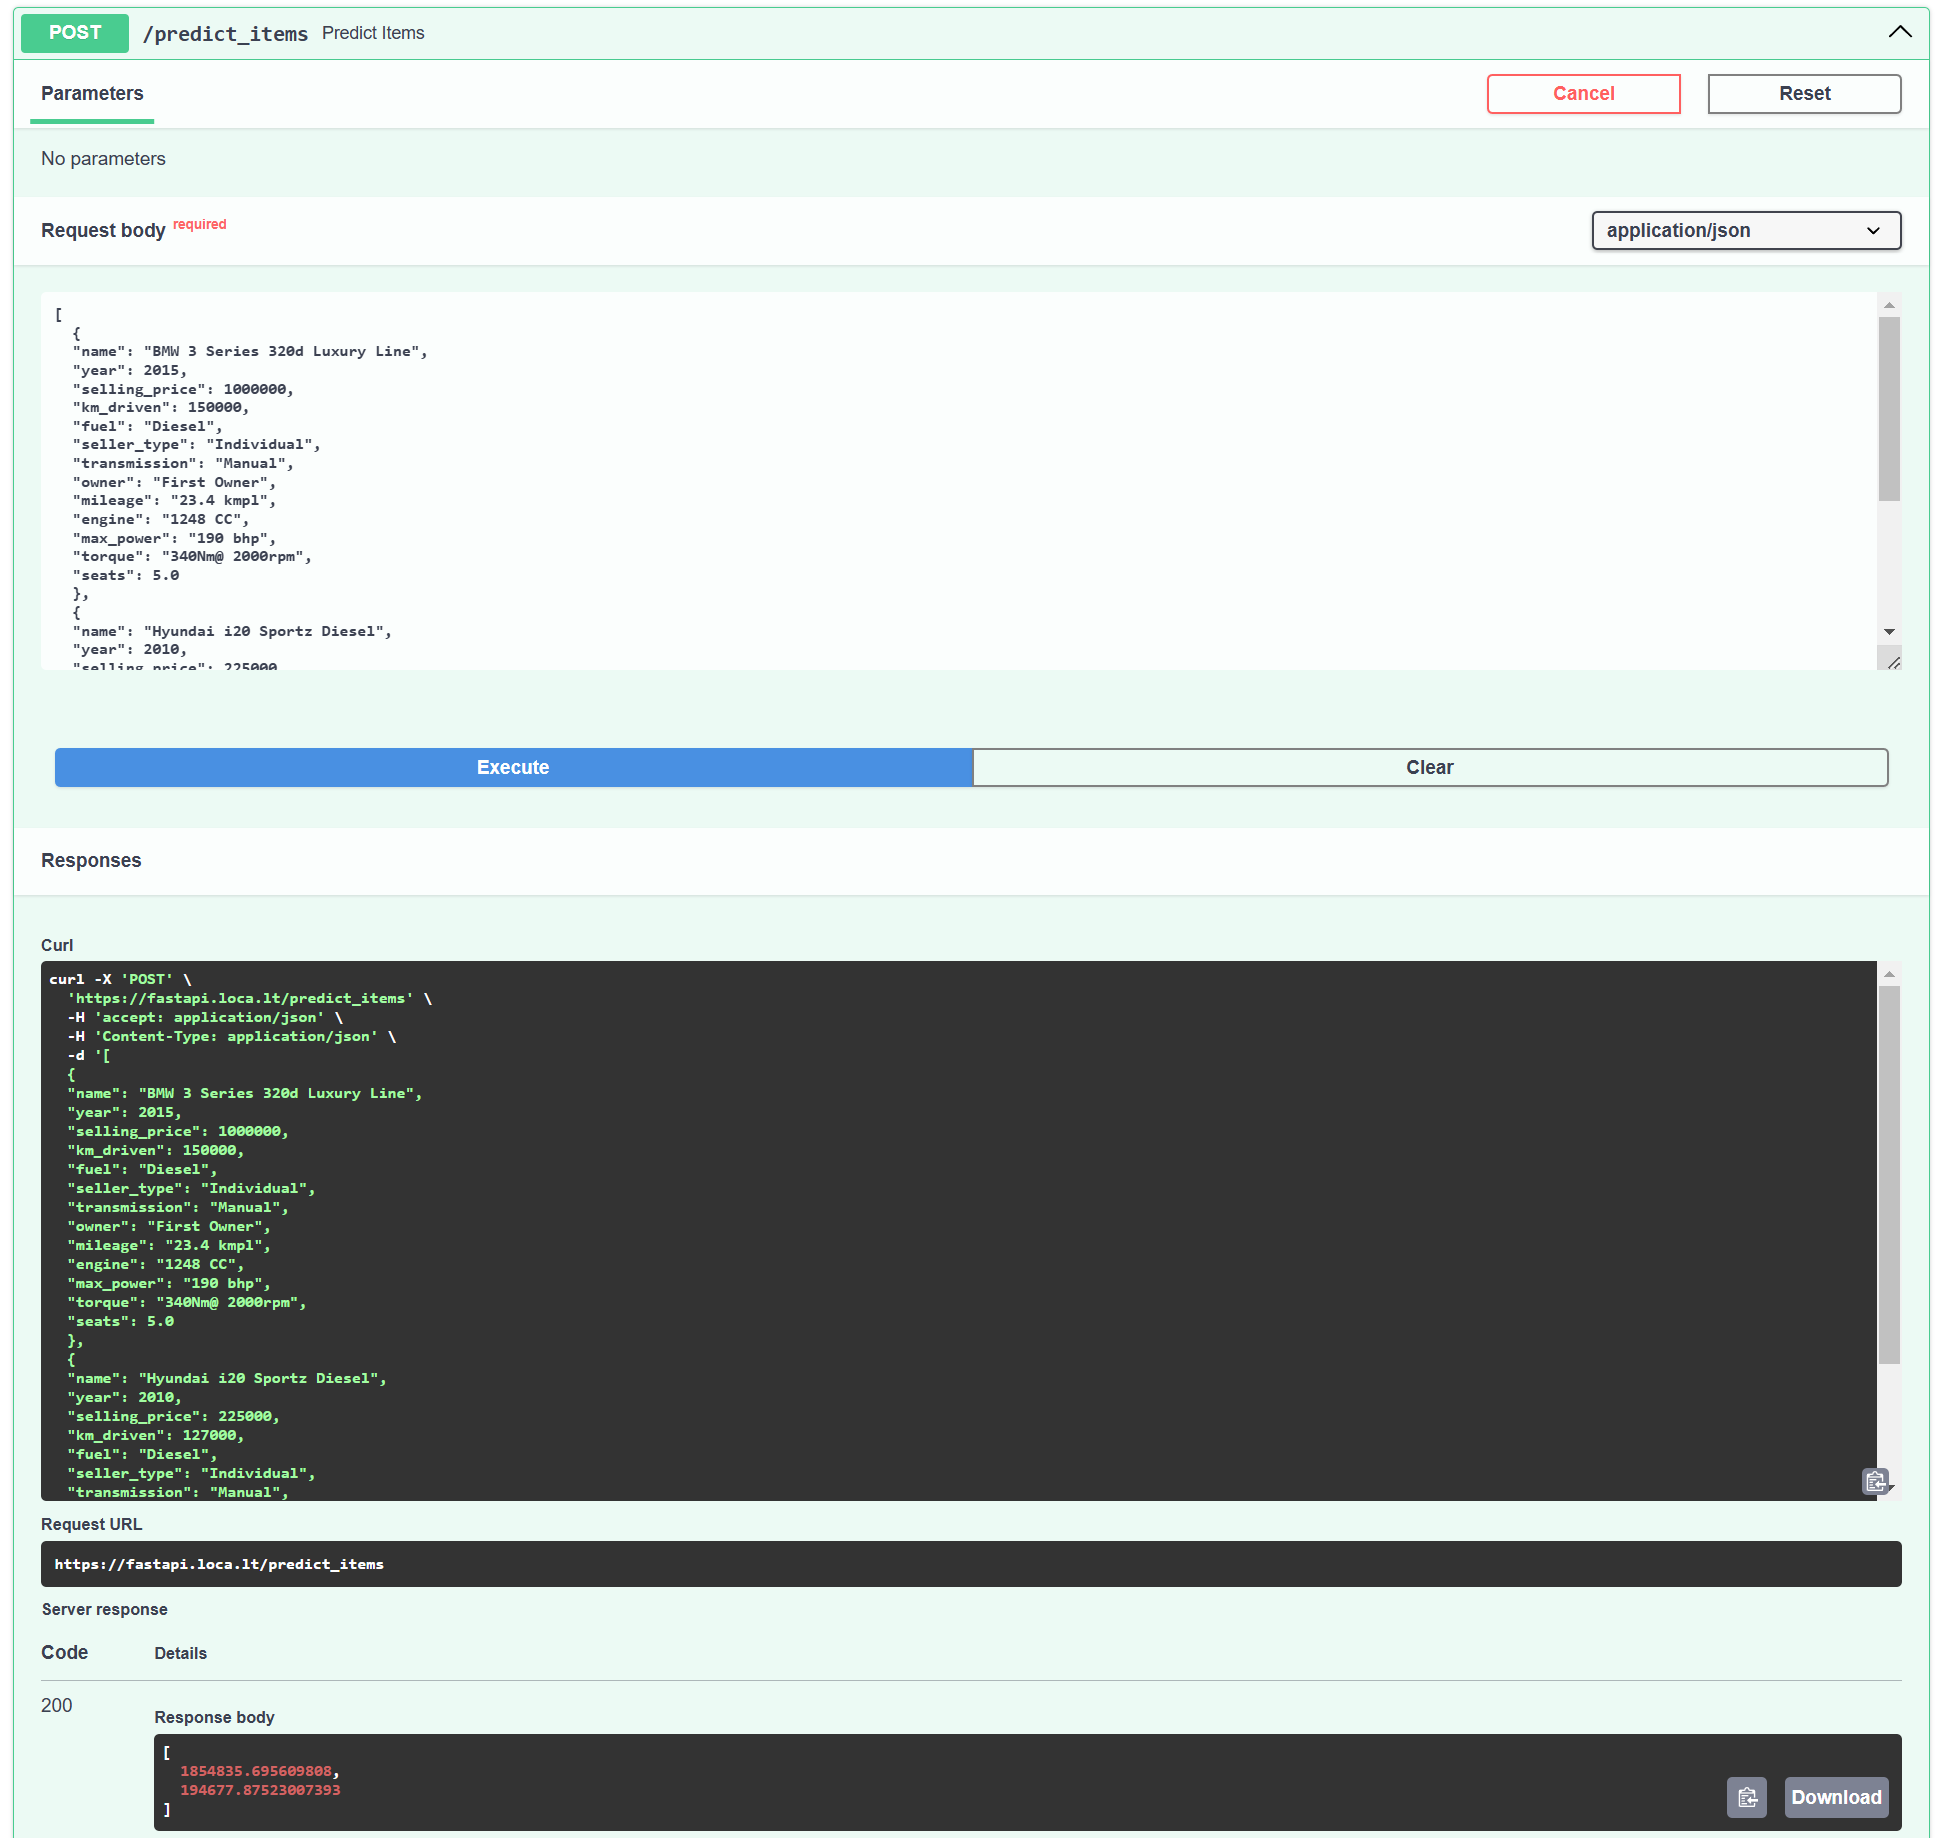 POST /predict_items Predict Items
Parameters
Cancel
Reset
No parameters
Request body required
application/json
[
{
"name": "BMW 3 Series 320d Luxury Line",
"year": 2015,
"selling_price": 1000000,
"km_driven": 150000,
"fuel": "Diesel",
"seller_type": "Individual",
"transmission": "Manual",
"owner": "First Owner",
"mileage": "23.4 kmpl",
"engine": "1248 CC",
"max_power": "190 bhp",
"torque": "340Nm@ 2000rpm",
"seats": 5.0
},
{
"name": "Hyundai i20 Sportz Diesel",
"year": 2010,
"selling_price": 225000
Execute
Clear
Responses
Curl
curl -X 'POST' \
'https://fastapi.loca.lt/predict_items' \
-H 'accept: application/json' \
-H 'Content-Type: application/json' \
-d '[
{
"name": "BMW 3 Series 320d Luxury Line",
"year": 2015,
"selling_price": 1000000,
"km_driven": 150000,
"fuel": "Diesel",
"seller_type": "Individual",
"transmission": "Manual",
"owner": "First Owner",
"mileage": "23.4 kmpl",
"engine": "1248 CC",
"max_power": "190 bhp",
"torque": "340Nm@ 2000rpm",
"seats": 5.0
},
{
"name": "Hyundai i20 Sportz Diesel",
"year": 2010,
"selling_price": 225000,
"km_driven": 127000,
"fuel": "Diesel",
"seller_type": "Individual",
"transmission": "Manual",
Request URL
https://fastapi.loca.lt/predict_items
Server response
Code Details
200
Response body
[
1854835.695609808,
194677.87523007393
]
Download